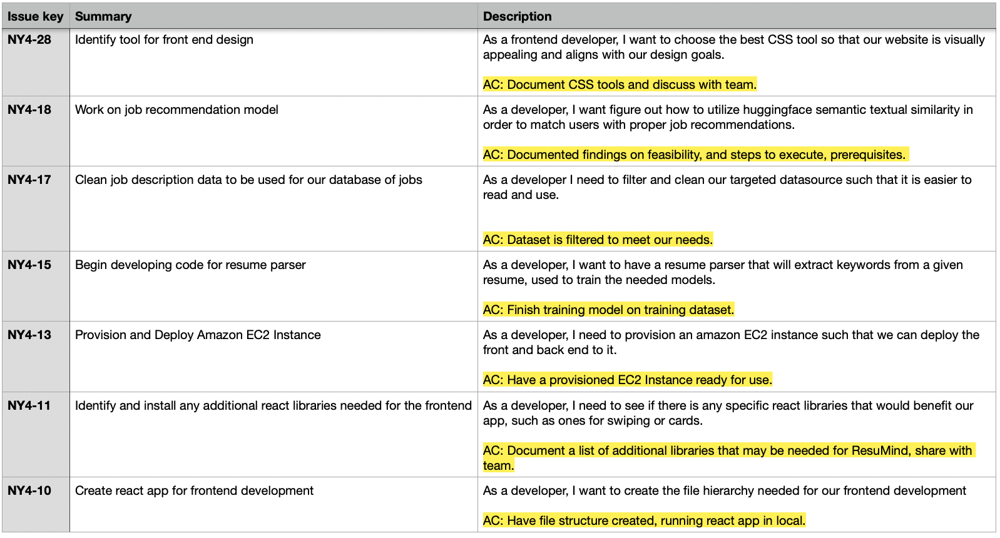 Issue key Summary Description
NY4-28 Identify tool for front end design As a frontend developer, I want to choose the best CSS tool so that our website is visually
appealing and aligns with our design goals.
AC: Document CSS tools and discuss with team.
NY4-18 Work on job recommendation model As a developer, I want figure out how to utilize huggingface semantic textual similarity in
order to match users with proper job recommendations.
AC: Documented findings on feasibility, and steps to execute, prerequisites.
NY4-17 Clean job description data to be used for our database of jobs As a developer I need to filter and clean our targeted datasource such that it is easier to
read and use.
AC: Dataset is filtered to meet our needs.
NY4-15 Begin developing code for resume parser As a developer, I want to have a resume parser that will extract keywords from a given
resume, used to train the needed models.
AC: Finish training model on training dataset.
NY4-13 Provision and Deploy Amazon EC2 Instance As a developer, I need to provision an amazon EC2 instance such that we can deploy the
front and back end to it.
AC: Have a provisioned EC2 Instance ready for use.
NY4-11 Identify and install any additional react libraries needed for the frontend As a developer, I need to see if there is any specific react libraries that would benefit our
app, such as ones for swiping or cards.
AC: Document a list of additional libraries that may be needed for ResuMind, share with
team.
NY4-10 Create react app for frontend development As a developer, I want to create the file hierarchy needed for our frontend development
AC: Have file structure created, running react app in local.